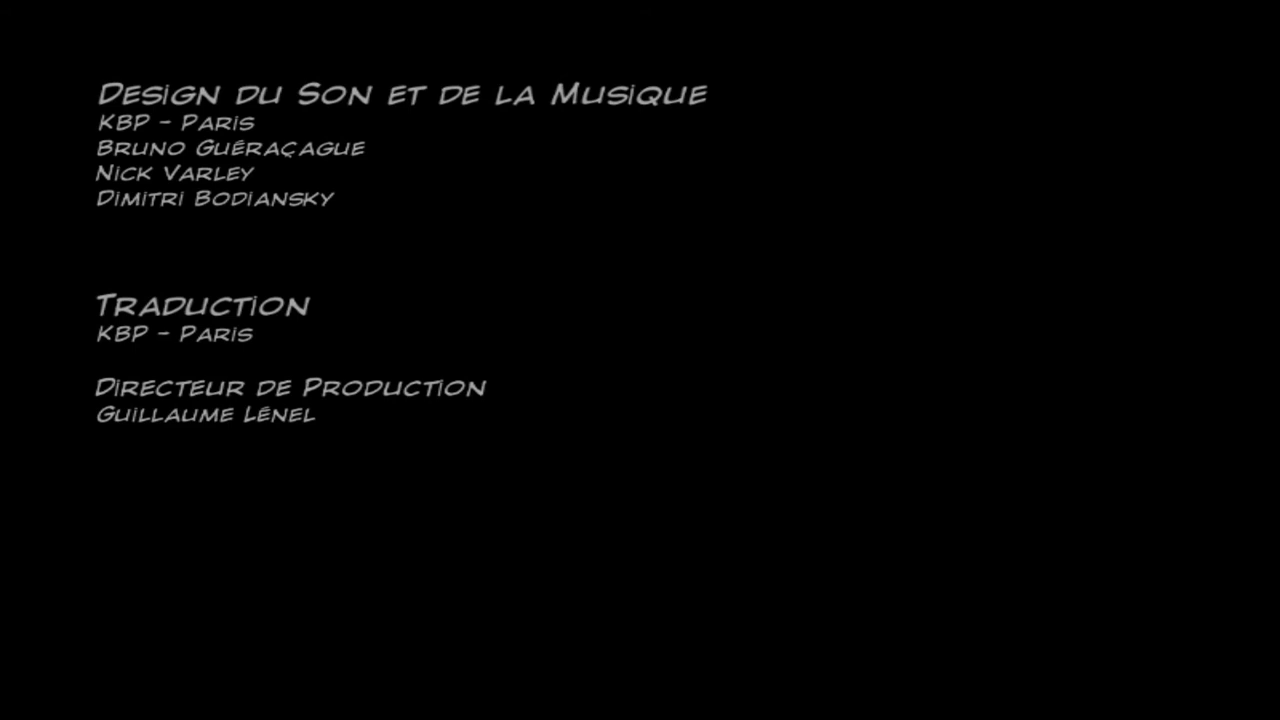 Design du Son et de la Musique
KBP - Paris
Bruno Guéraçague
Nick Varley
Dimitri Bodiansky
Traduction
KBP - Paris
Directeur de Production
Guillaume Lénel